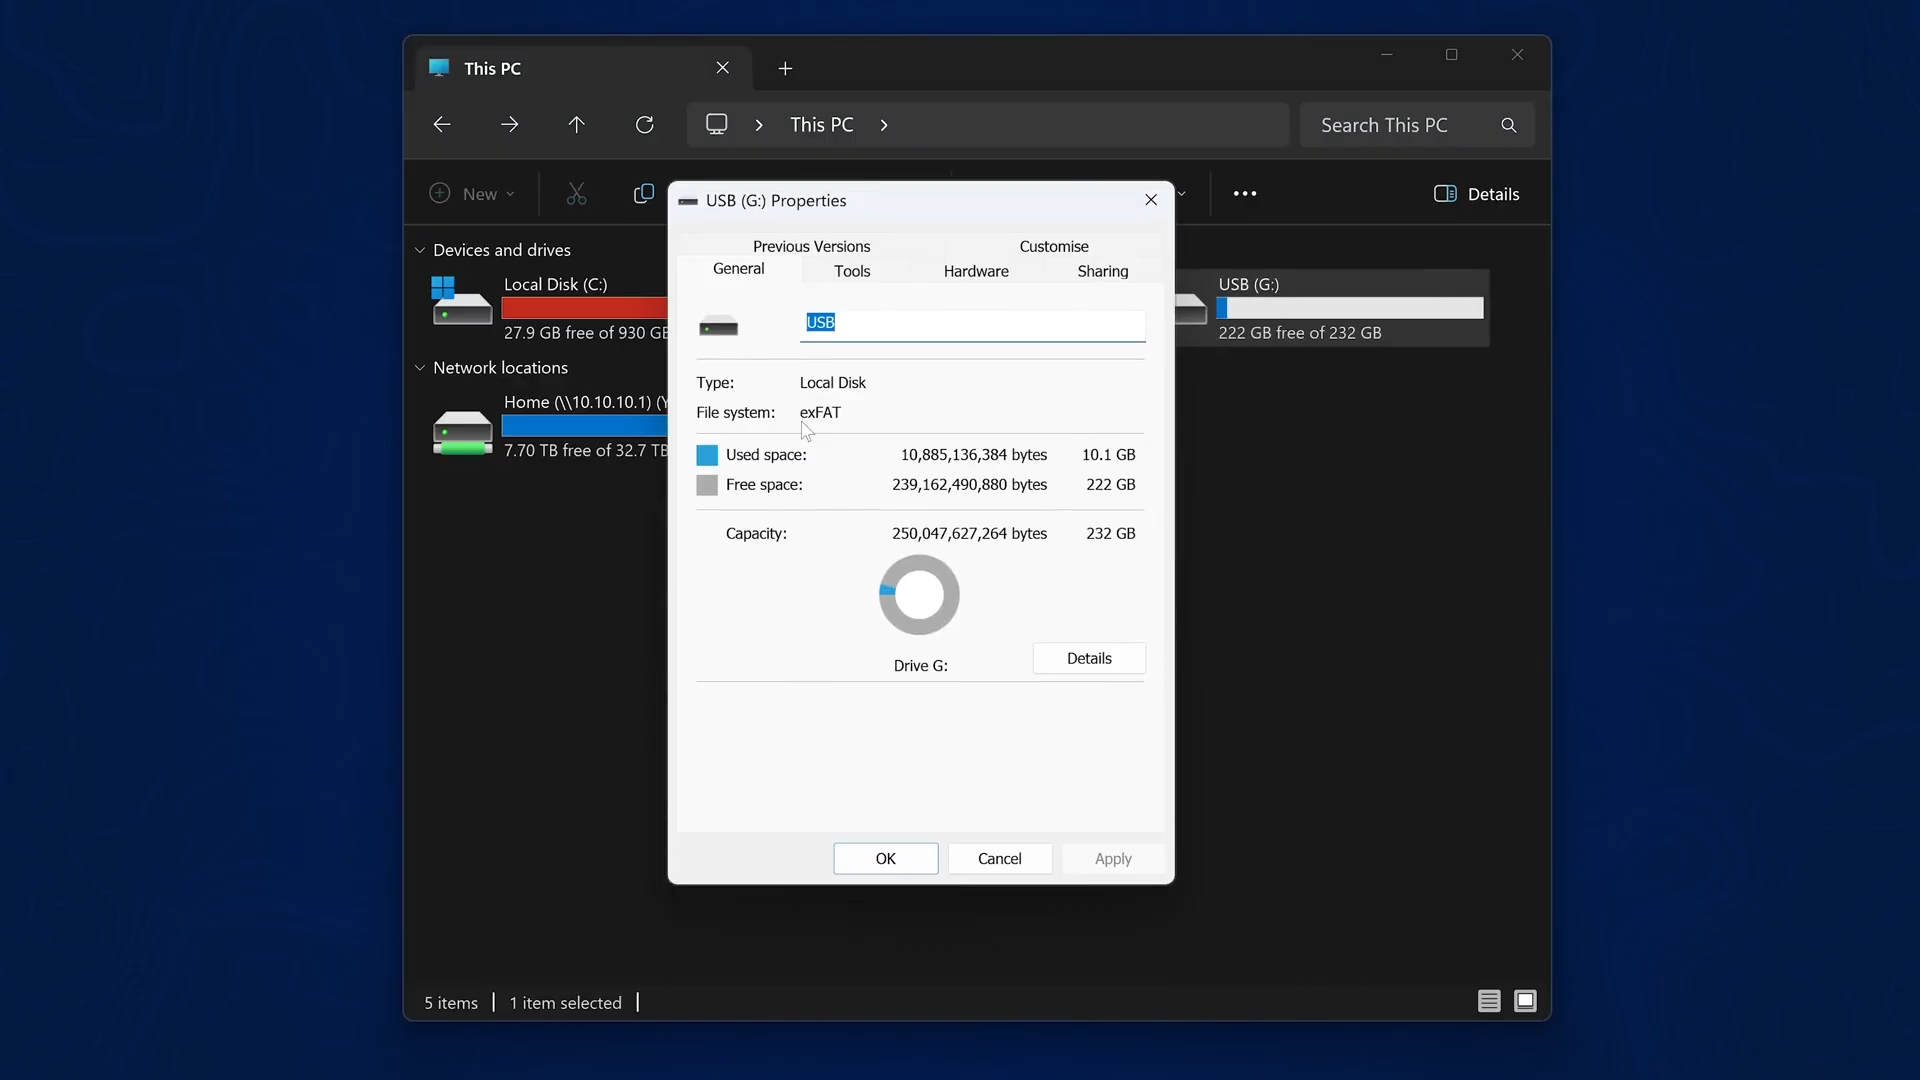 This PC
This PC
Search This PC
New
Details
Devices and drives
Local Disk (C:)
27.9 GB free of 930 GB
USB (G:)
222 GB free of 232 GB
Network locations
Home (\\10.10.10.1) (Y
7.70 TB free of 32.7 TB
USB (G:) Properties
Previous Versions
Customise
General
Tools
Hardware
Sharing
USB
Type: Local Disk
File system: exFAT
Used space: 10,885,136,384 bytes 10.1 GB
Free space: 239,162,490,880 bytes 222 GB
Capacity: 250,047,627,264 bytes 232 GB
Drive G:
Details
OK
Cancel
Apply
5 items
1 item selected